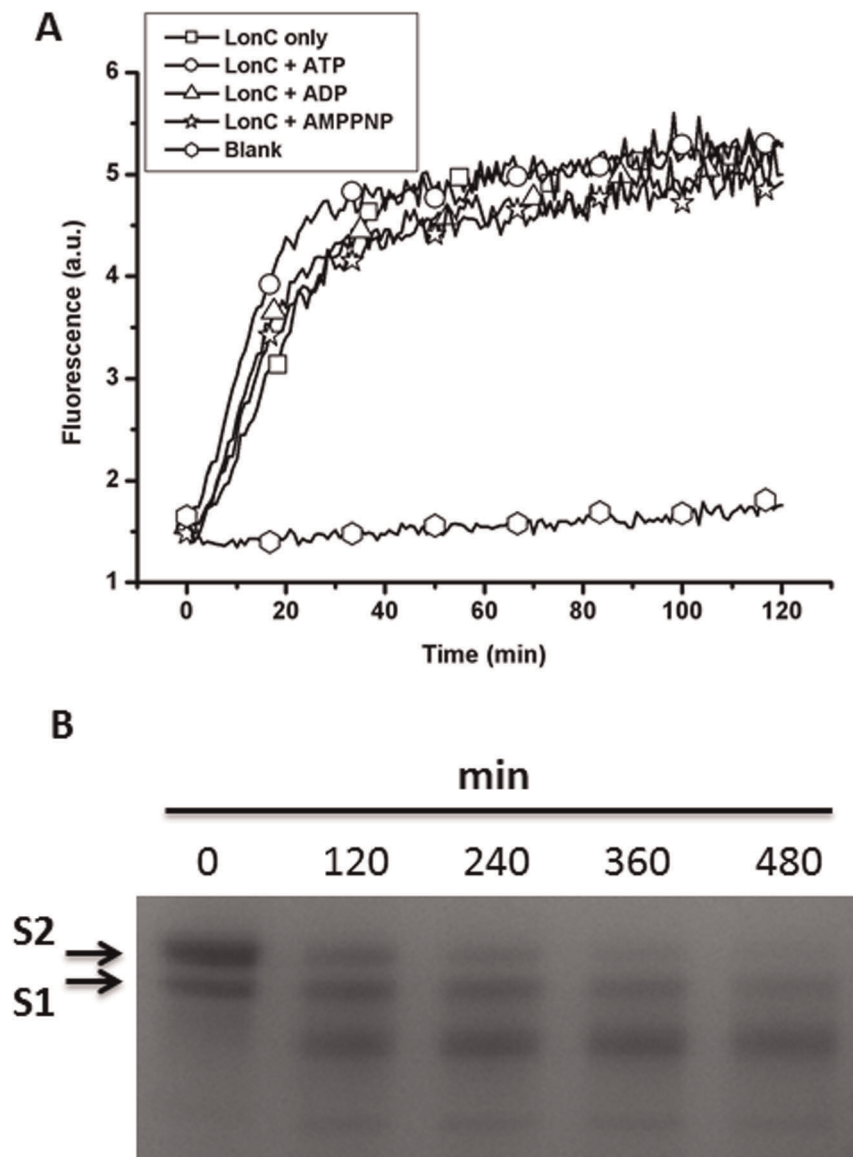 A
LonC only
LonC + ATP
LonC + ADP
LonC + AMPPNP
Blank
6
5
4
3
2
1
Fluorescence (a.u.)
0 20 40 60 80 100 120
Time (min)
B
min
0 120 240 360 480
S2
S1